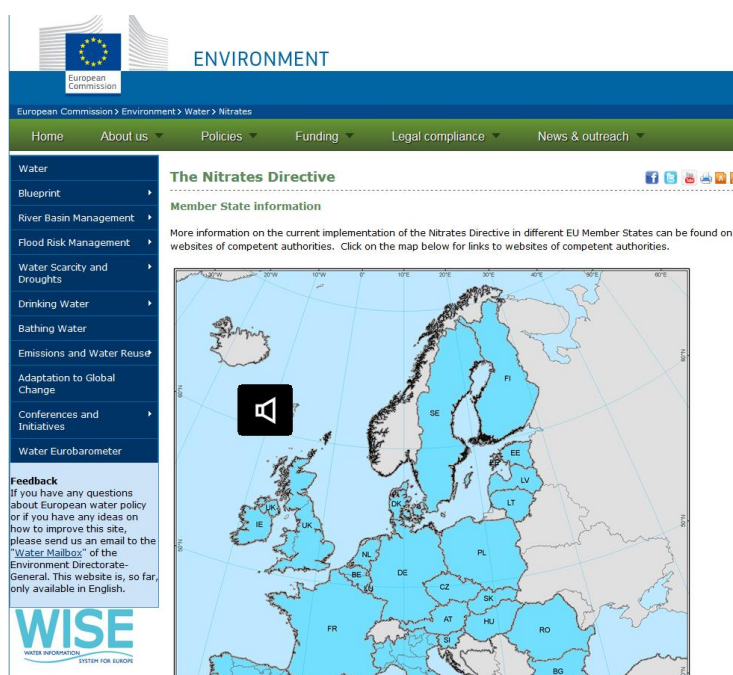 European
Commission
ENVIRONMENT
European Commission > Environment > Water > Nitrates
Home
About us
Policies
Funding
Legal compliance
News & outreach
Water
Blueprint
River Basin Management
Flood Risk Management
Water Scarcity and
Droughts
Drinking Water
Bathing Water
Emissions and Water Reuse
Adaptation to Global
Change
Conferences and
Initiatives
Water Eurobarometer
Feedback
If you have any questions
about European water policy
or if you have any ideas on
how to improve this site,
please send us an email to the
"Water Mailbox" of the
Environment Directorate-
General. This website is, so far,
only available in English.
WISE
WATER INFORMATION
SYSTEM FOR EUROPE
The Nitrates Directive
Member State information
More information on the current implementation of the Nitrates Directive in different EU Member States can be found on
websites of competent authorities. Click on the map below for links to websites of competent authorities.
20°W
10°W
0°
10°E
20°E
30°E
40°E
50°E
60°E
60°N
60°N
FI
SE
EE
LV
LT
DK
UK
IE
UK
50°N
50°N
NL
PL
BE
DE
LU
CZ
SK
FR
AT
HU
SI
RO
BG